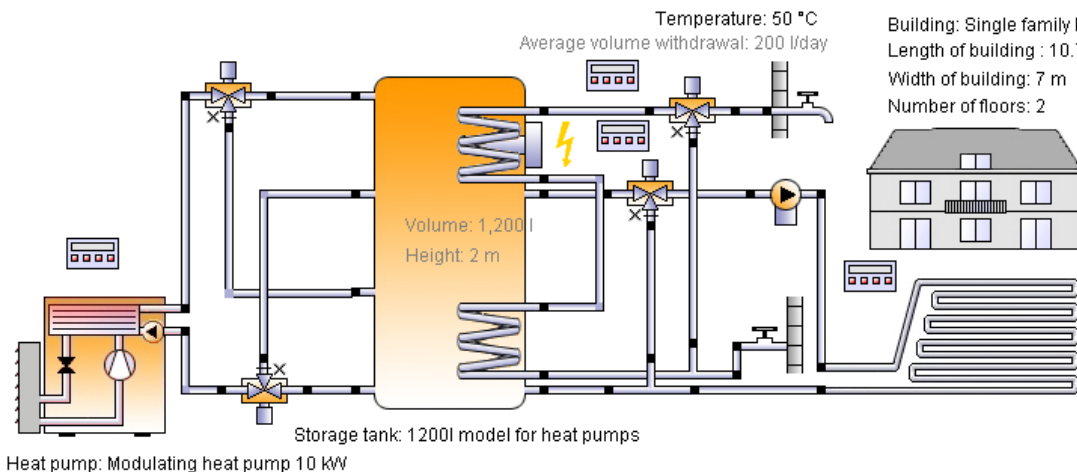 Temperature: 50 °C
Average volume withdrawal: 200 l/day
Building: Single family
Length of building : 10.
Width of building: 7 m
Number of floors: 2
Volume: 1,200 l
Height: 2 m
Storage tank: 1200l model for heat pumps
Heat pump: Modulating heat pump 10 kW